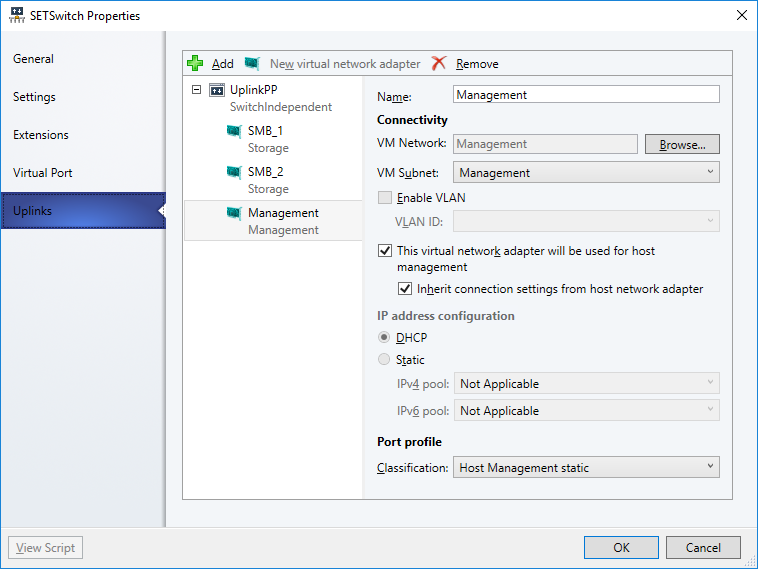 SETSwitch Properties
General
Settings
Extensions
Virtual Port
Uplinks
Add New virtual network adapter Remove
UplinkPP
SwitchIndependent
SMB_1
Storage
SMB_2
Storage
Management
Management
Name: Management
Connectivity
VM Network: Management Browse...
VM Subnet: Management
Enable VLAN
VLAN ID:
This virtual network adapter will be used for host
management
Inherit connection settings from host network adapter
IP address configuration
DHCP
Static
IPv4 pool: Not Applicable
IPv6 pool: Not Applicable
Port profile
Classification: Host Management static
View Script OK Cancel